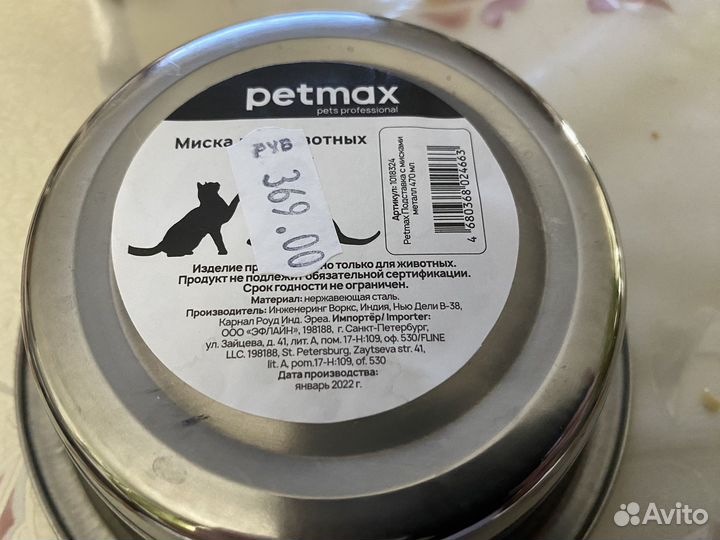 petmax
pets professional
Миска вотных
РУБ
369.00
Артикул: 1018324
Petmax Подставка с мисками
металл 470 мл
4 680368 024663
Изделие пр но только для животных.
Продукт не подлежит обязательной сертификации.
Срок годности не ограничен.
Материал: нержавеющая сталь.
Производитель: Инженеринг Воркс, Индия, Нью Дели В-38,
Карнал Роуд Инд. Эреа. Импортёр/ Importer:
ООО «ЭФЛАЙН», 198188, г. Санкт-Петербург,
ул. Зайцева, д. 41, лит А, пом. 17-Н:109, оф. 530/FLINE
LLC. 198188, St. Petersburg, Zaytseva str. 41,
lit. A, pom.17-H:109, of. 530
Дата производства:
январь 2022 г.
Avito